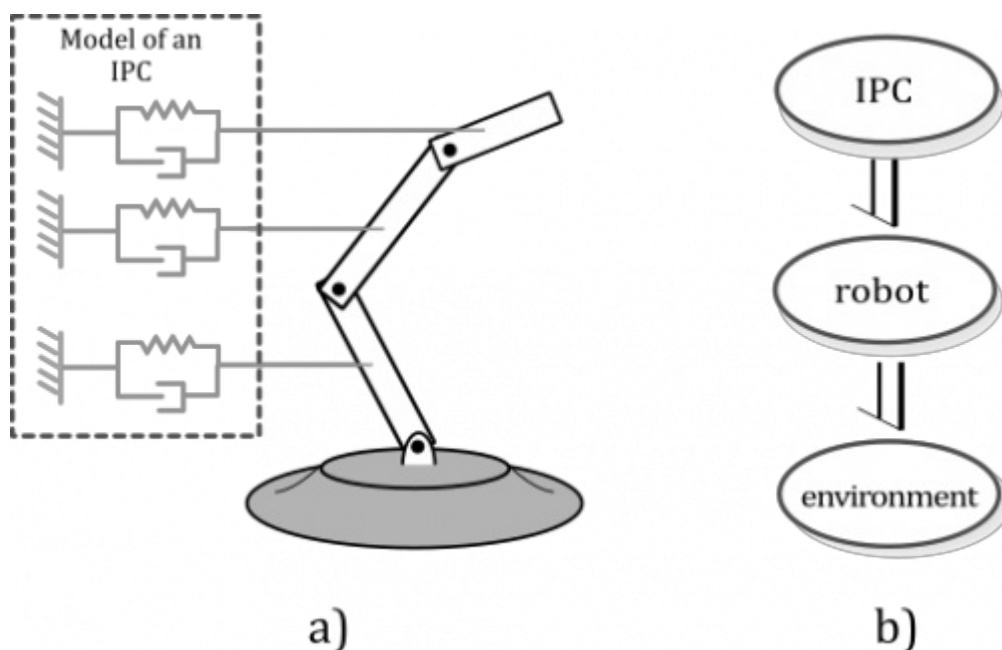 Model of an
IPC
IPC
robot
environment
a)
b)